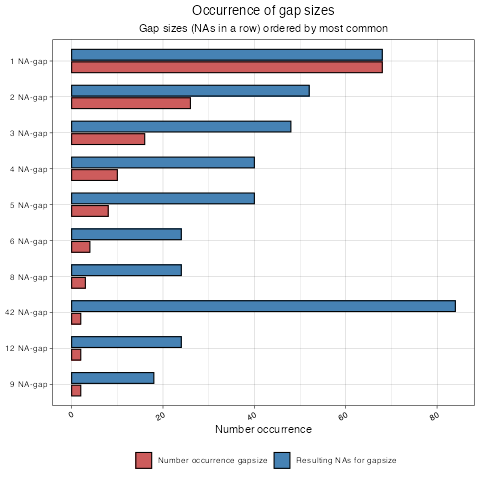 Occurrence of gap sizes
Gap sizes (NAs in a row) ordered by most common
1 NA-gap
2 NA-gap
3 NA-gap
4 NA-gap
5 NA-gap
6 NA-gap
8 NA-gap
42 NA-gap
12 NA-gap
9 NA-gap
0 20 40 60 80
Number occurrence
Number occurrence gapsize Resulting NAs for gapsize